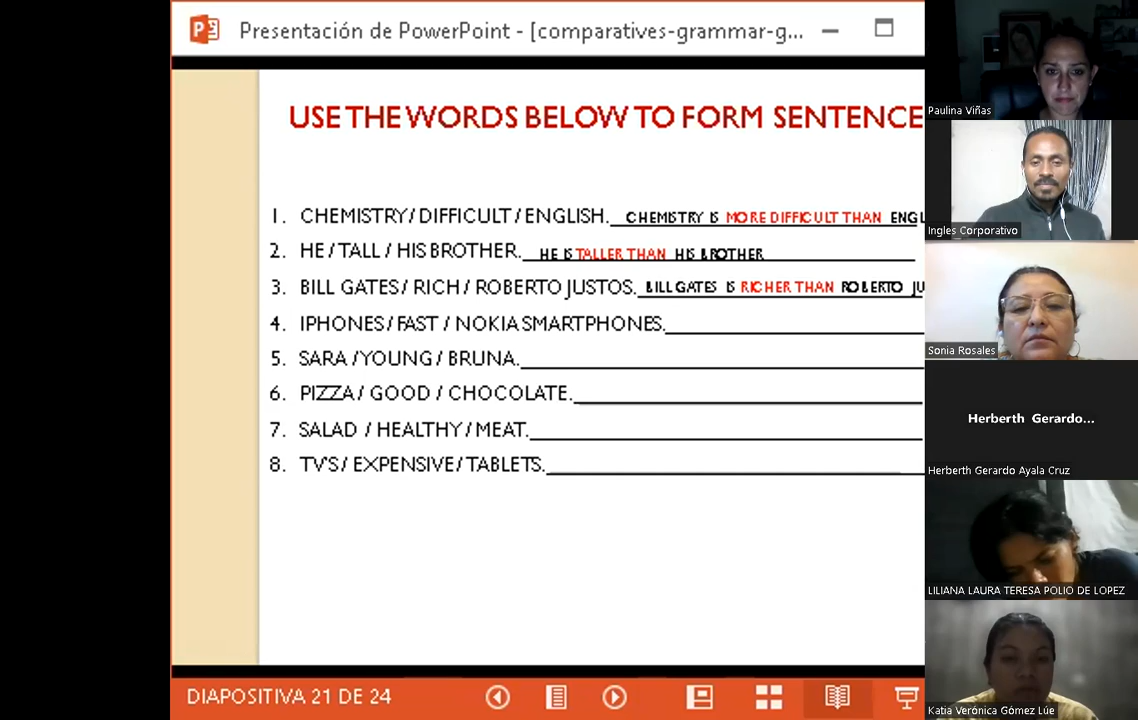 Presentación de PowerPoint - [comparatives-grammar-g...
USE THE WORDS BELOW TO FORM SENTENCE
1. CHEMISTRY / DIFFICULT / ENGLISH. CHEMISTRY IS MORE DIFFICULT THAN ENGL
2. HE / TALL / HIS BROTHER. HE IS TALLER THAN HIS BROTHER
3. BILL GATES / RICH / ROBERTO JUSTOS. BILL GATES IS RICHER THAN ROBERTO JU
4. IPHONES / FAST / NOKIA SMARTPHONES.
5. SARA / YOUNG / BRUNA.
6. PIZZA / GOOD / CHOCOLATE.
7. SALAD / HEALTHY / MEAT.
8. TV'S / EXPENSIVE / TABLETS.
DIAPOSITIVA 21 DE 24
Paulina Viñas
Ingles Corporativo
Sonia Rosales
Herberth Gerardo...
Herberth Gerardo Ayala Cruz
LILIANA LAURA TERESA POLIO DE LOPEZ
Katia Verónica Gómez Lúe